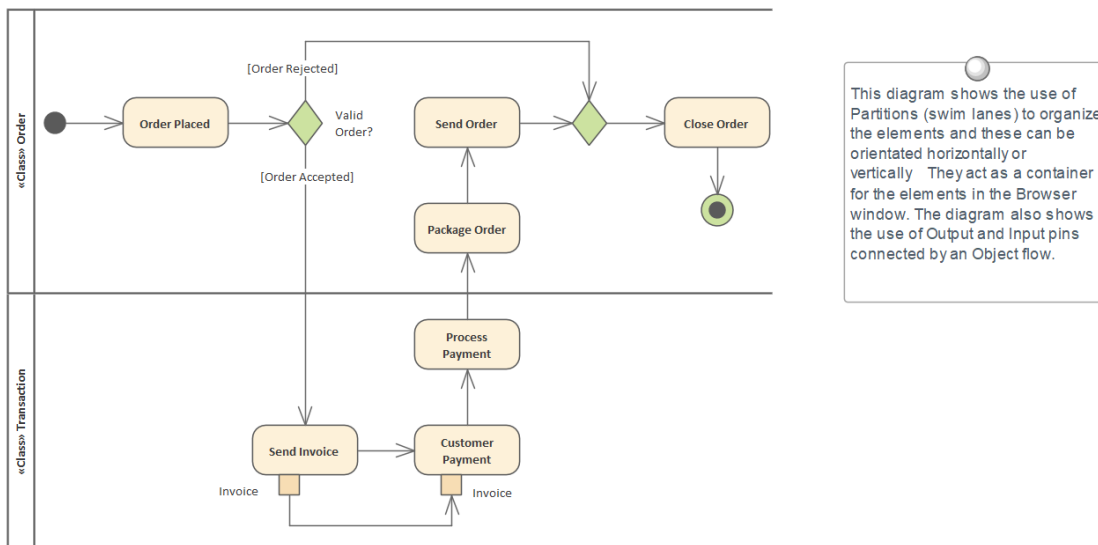 «Class» Order
[Order Rejected]
Order Placed
Valid
Order?
Send Order
Close Order
[Order Accepted]
Package Order
«Class» Transaction
Process
Payment
Send Invoice
Customer
Payment
Invoice
Invoice
This diagram shows the use of
Partitions (swim lanes) to organize
the elements and these can be
orientated horizontally or
vertically They act as a container
for the elements in the Browser
window. The diagram also shows
the use of Output and Input pins
connected by an Object flow.